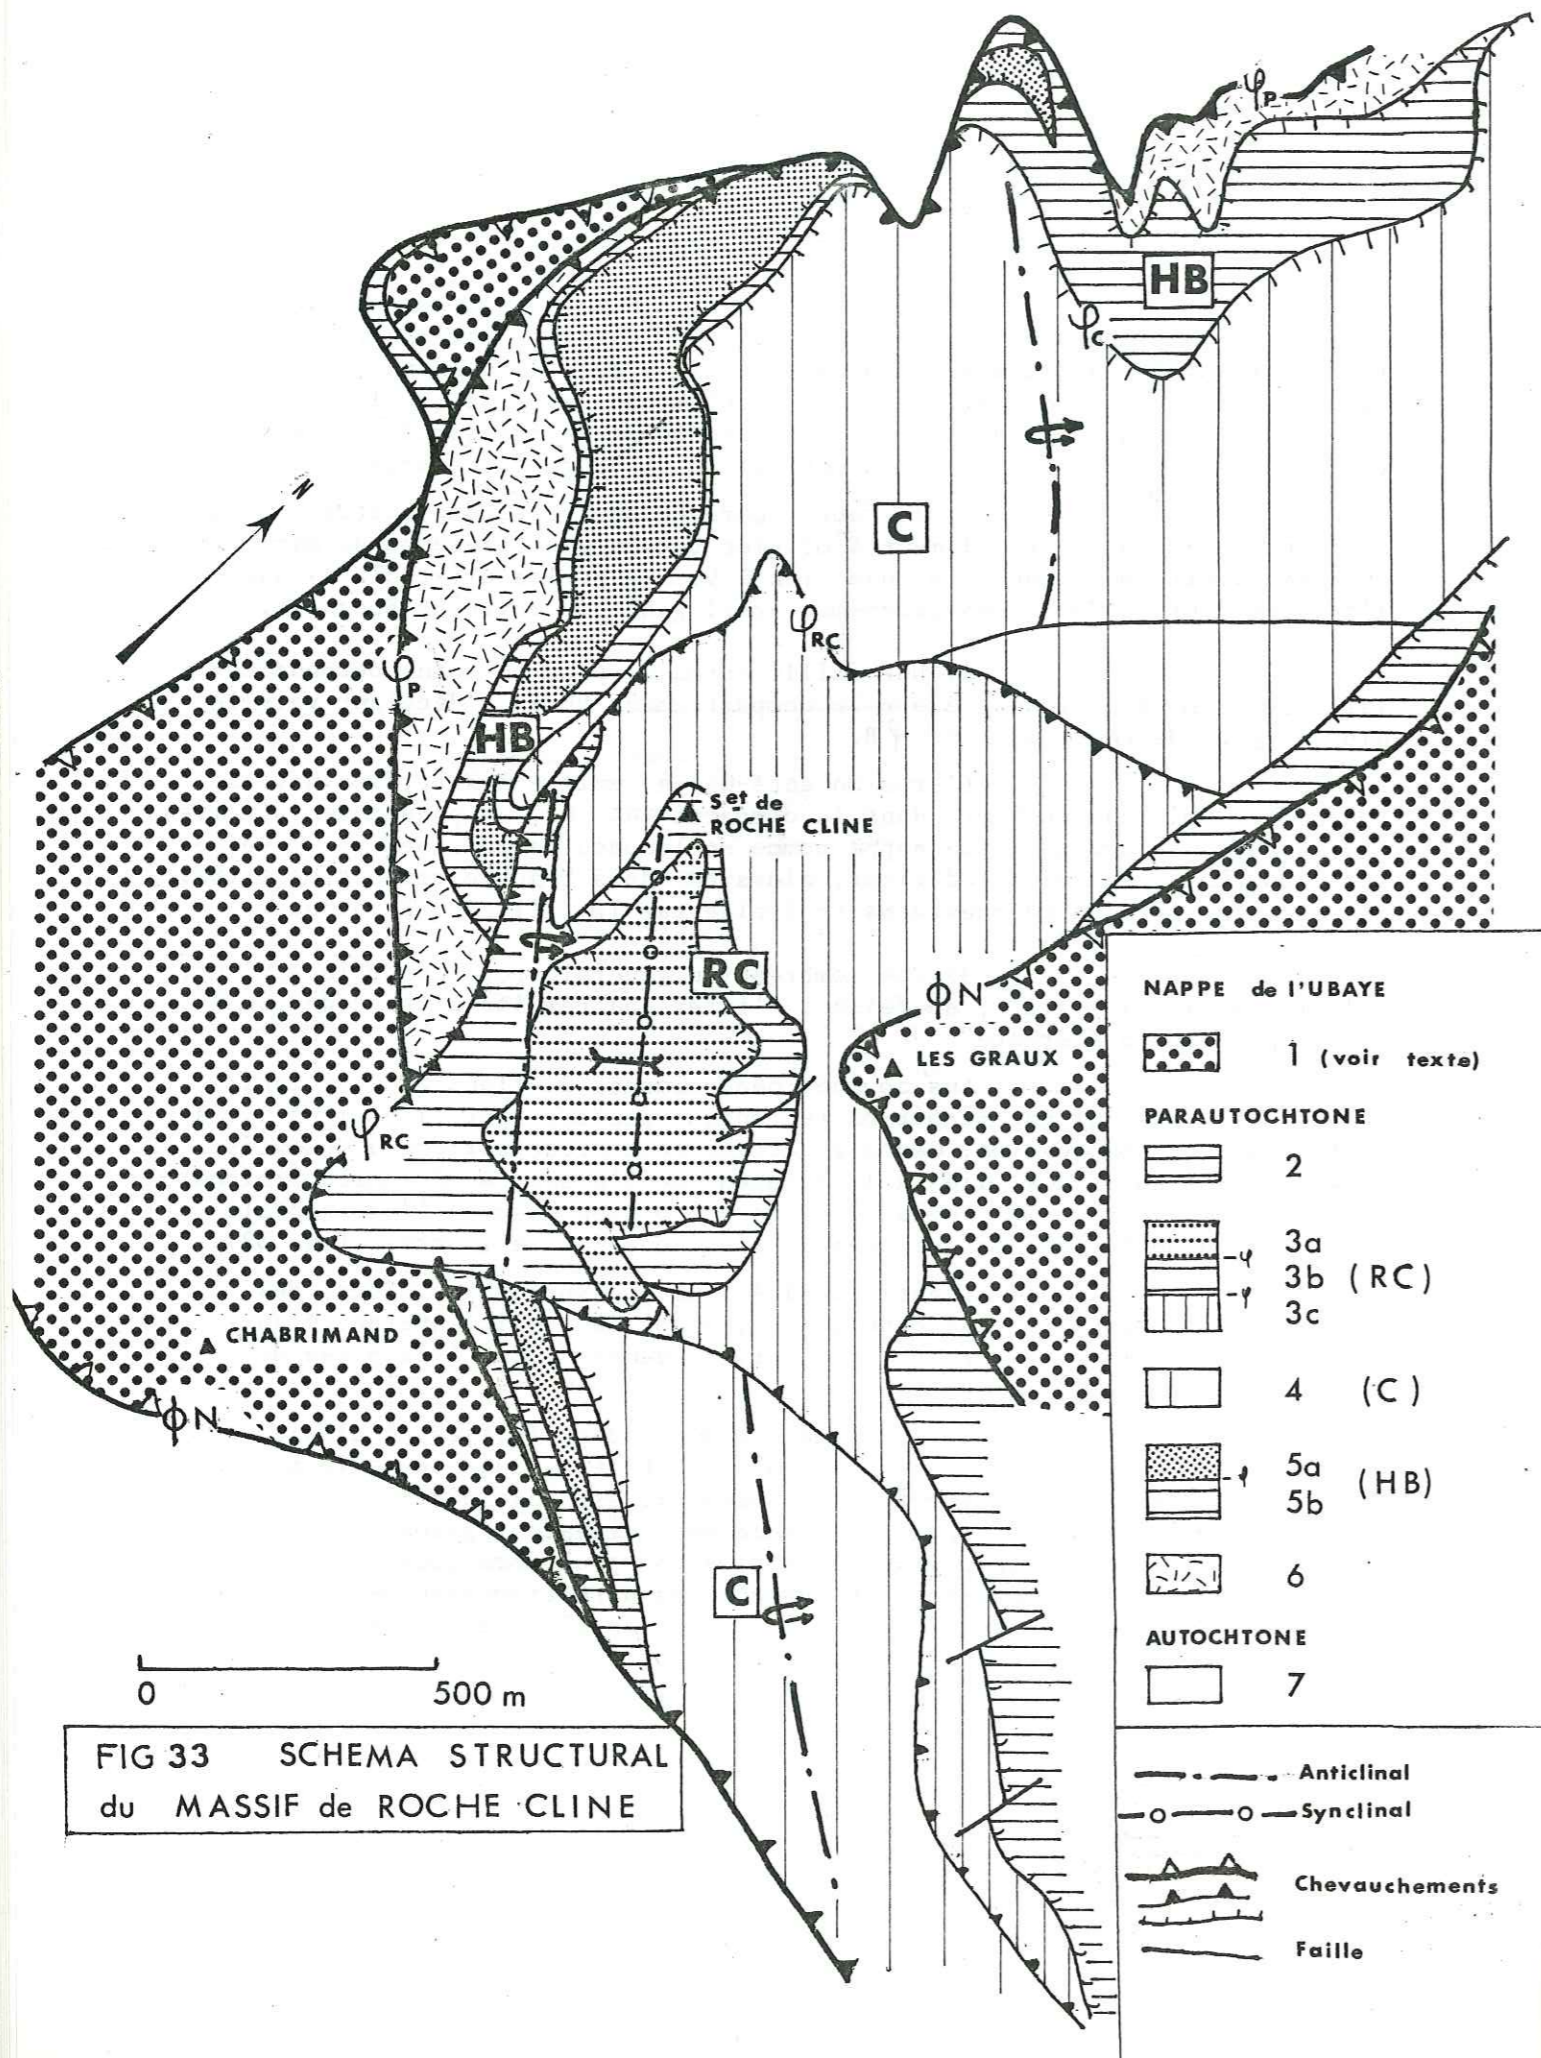 φP
HB
N
φC
C
φRC
φP
HB
Set de
ROCHE CLINE
RC
φN
LES GRAUX
φRC
CHABRIMAND
φN
C
0 500 m
FIG 33 SCHEMA STRUCTURAL
du MASSIF de ROCHE CLINE
NAPPE de l'UBAYE
1 (voir texte)
PARAUTOCHTONE
2
3a
φ
3b (RC)
φ
3c
4 (C)
5a
φ (HB)
5b
6
AUTOCHTONE
7
Anticlinal
Synclinal
Chevauchements
Faille